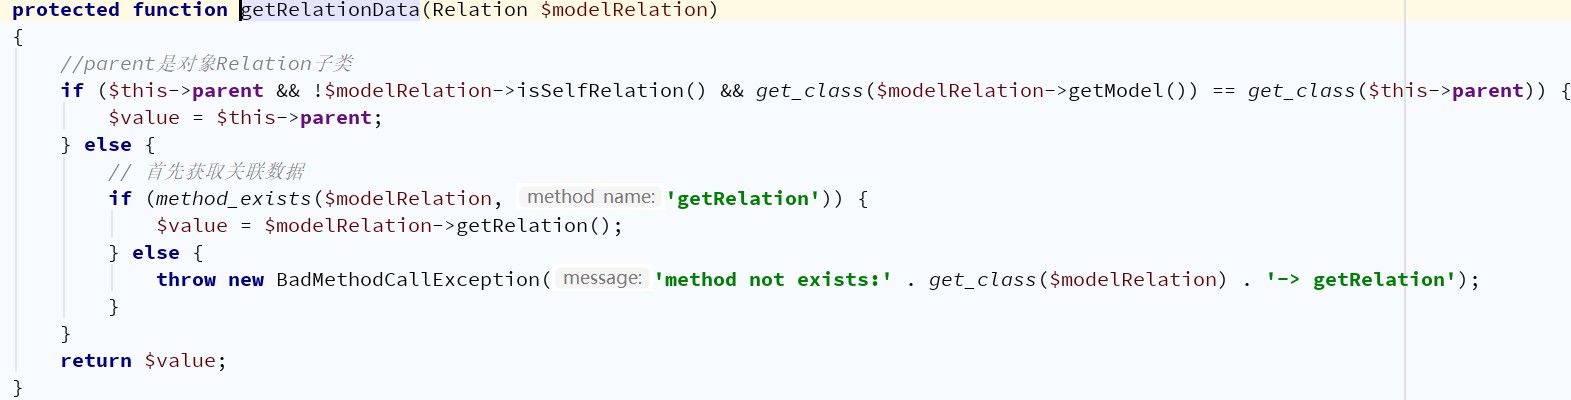 protected function getRelationData(Relation $modelRelation)
{
    //parent是对象Relation子类
    if ($this->parent && !$modelRelation->isSelfRelation() && get_class($modelRelation->getModel()) == get_class($this->parent)) {
        $value = $this->parent;
    } else {
        // 首先获取关联数据
        if (method_exists($modelRelation, method name: 'getRelation')) {
            $value = $modelRelation->getRelation();
        } else {
            throw new BadMethodCallException( message: 'method not exists:' . get_class($modelRelation) . '-> getRelation');
        }
    }
    return $value;
}